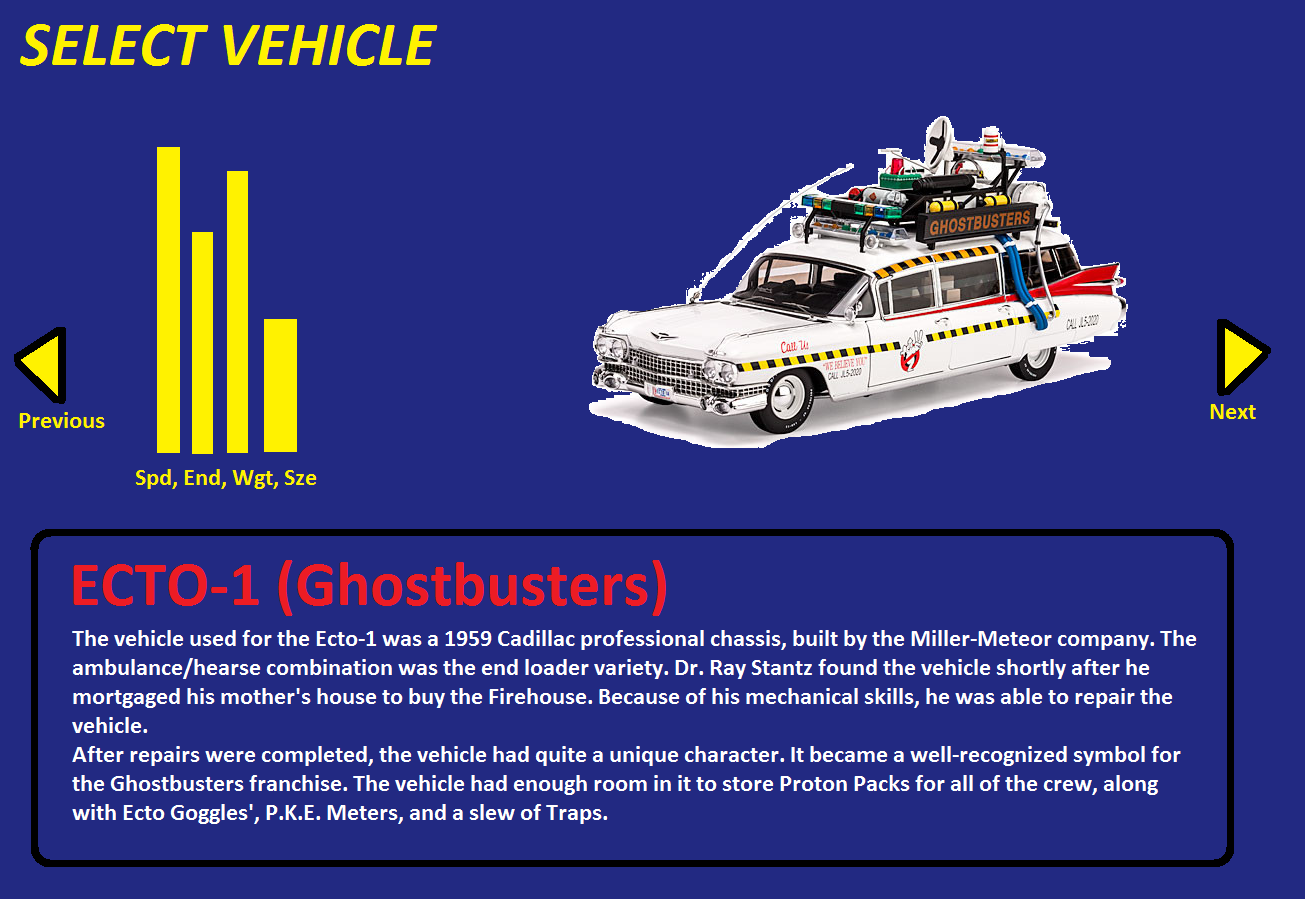 SELECT VEHICLE
GHOSTBUSTERS
Call Us
"WE BELIEVE YOU"
CALL JL5-2020
CALL JL5-2020
Previous
Next
Spd, End, Wgt, Sze
ECTO-1 (Ghostbusters)
The vehicle used for the Ecto-1 was a 1959 Cadillac professional chassis, built by the Miller-Meteor company. The
ambulance/hearse combination was the end loader variety. Dr. Ray Stantz found the vehicle shortly after he
mortgaged his mother's house to buy the Firehouse. Because of his mechanical skills, he was able to repair the
vehicle.
After repairs were completed, the vehicle had quite a unique character. It became a well-recognized symbol for
the Ghostbusters franchise. The vehicle had enough room in it to store Proton Packs for all of the crew, along
with Ecto Goggles', P.K.E. Meters, and a slew of Traps.